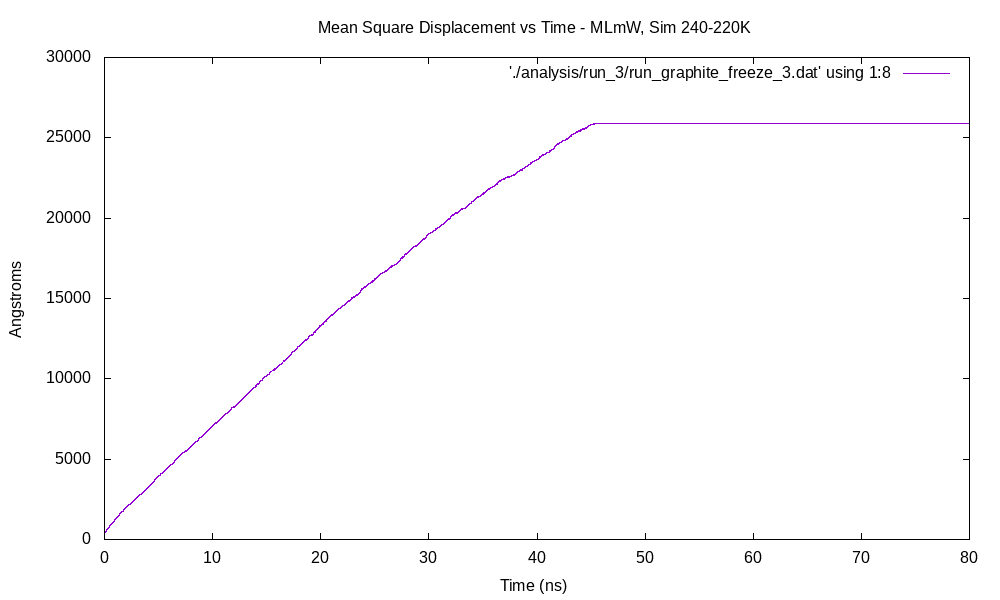 Mean Square Displacement vs Time - MLmW, Sim 240-220K
'./analysis/run_3/run_graphite_freeze_3.dat' using 1:8
30000
25000
20000
15000
10000
5000
0
Angstroms
0 10 20 30 40 50 60 70 80
Time (ns)